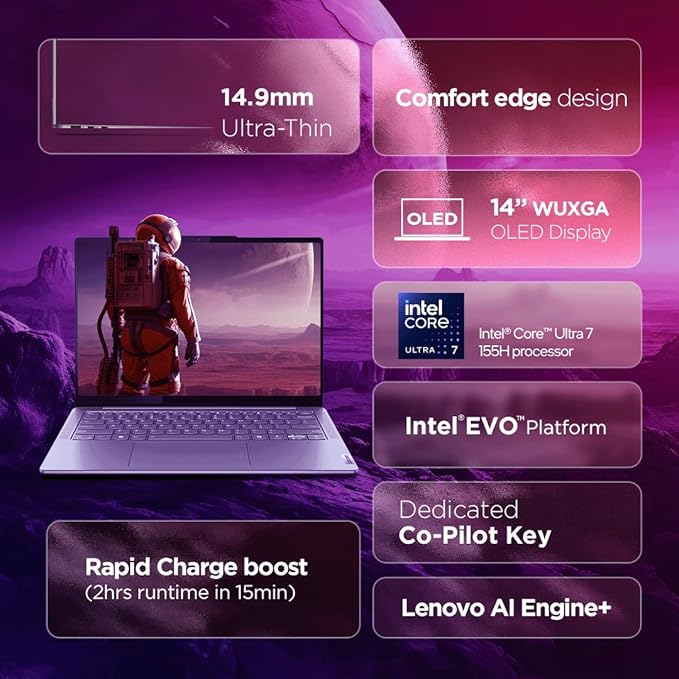 14.9mm
Ultra-Thin
Comfort edge design
OLED
14” WUXGA
OLED Display
intel
CORE
ULTRA 7
Intel® Core™ Ultra 7
155H processor
Intel®EVO™ Platform
Dedicated
Co-Pilot Key
Rapid Charge boost
(2hrs runtime in 15min)
Lenovo AI Engine+